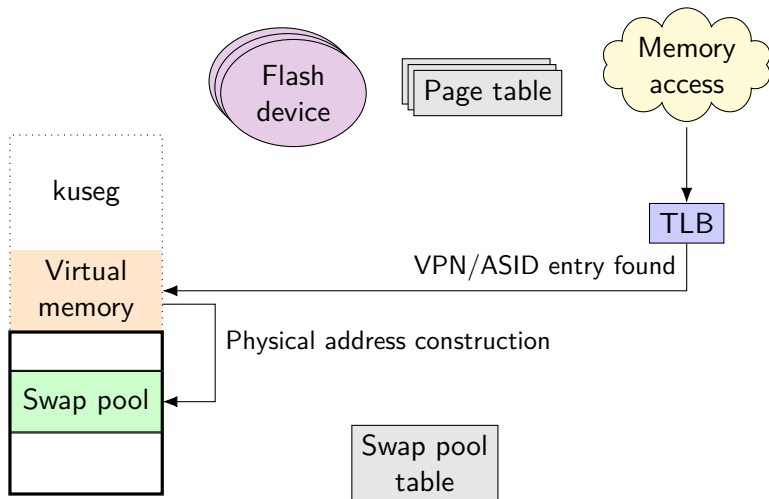 Flash
device
Page table
Memory
access
kuseg
TLB
Virtual
memory
VPN/ASID entry found
Physical address construction
Swap pool
Swap pool
table